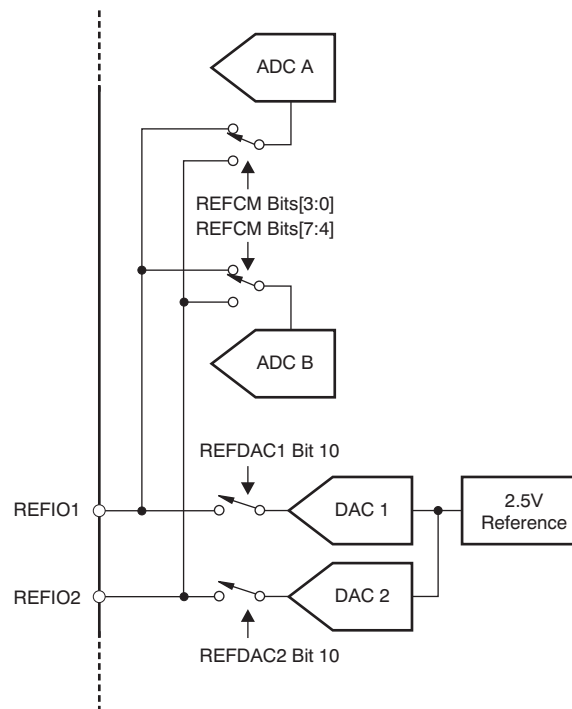 ADC A
REFCM Bits[3:0]
REFCM Bits[7:4]
ADC B
REFDAC1 Bit 10
REFIO1
DAC 1
2.5V
Reference
REFIO2
DAC 2
REFDAC2 Bit 10